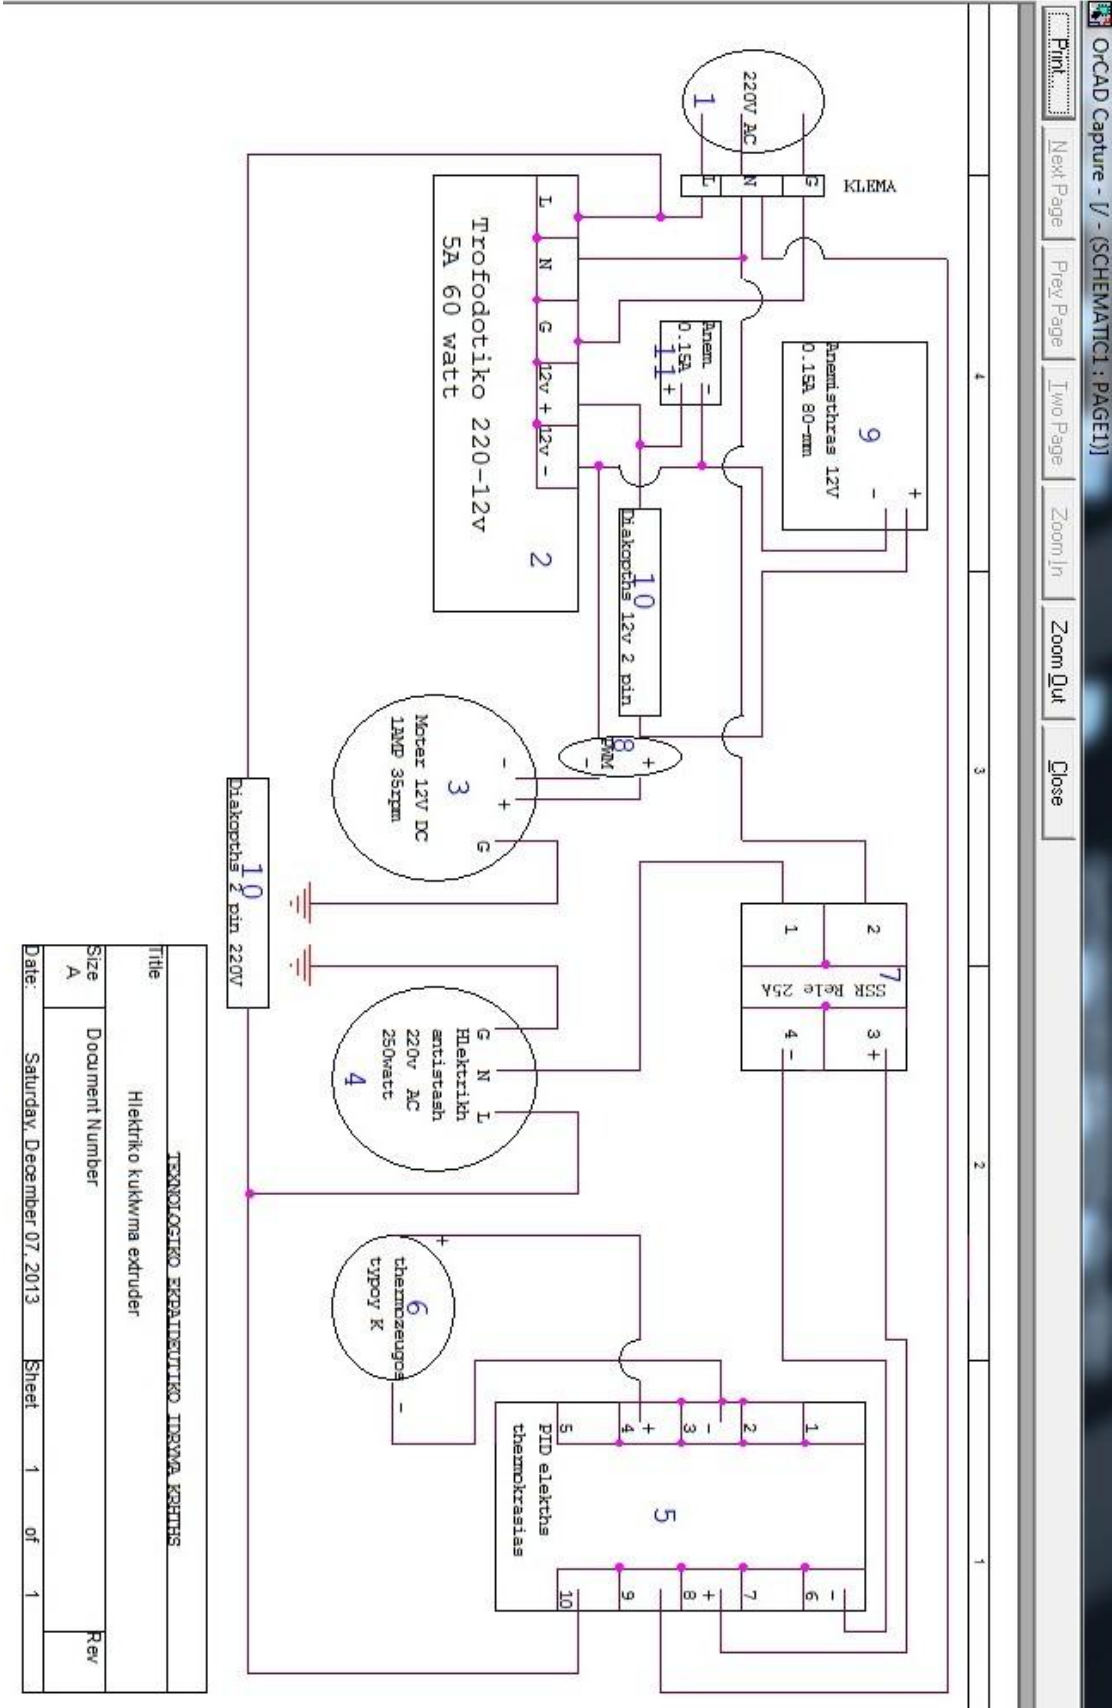 OrCAD Capture - [/ - (SCHEMATIC1 : PAGE1)]
Print... Next Page Prev Page Two Page Zoom In Zoom Out Close
4 3 2 1
220V AC
1
KLEMA
G
N
L
Anemisthras 12V
0.15A 80-mm
9
+
-
Anem
0.15A
11
-
+
L N G 12v + 12v -
Trofodotiko 220-12v
5A 60 watt
2
Diakopths 12v 2 pin
10
PWM
8
+
-
Moter 12V DC
1AMP 35rpm
3
- + G
2
1
SSR Rele 25A
7
3 +
4 -
G N L
Hlektrikh
antistash
220v AC
250watt
4
thermozeugos
typoy K
6
+
-
1
2
3 -
4 +
5
PID elekths
thermokrasias
5
6 -
7
8 +
9
10
Diakopths 2 pin 220V
10
TEXNOLOGIKO EKPAIDEUTIKO IDRYMA KRHTHS
Title
Hlektriko kuklwma extruder
Size
A
Document Number
Rev
Date: Saturday, December 07, 2013 Sheet 1 of 1